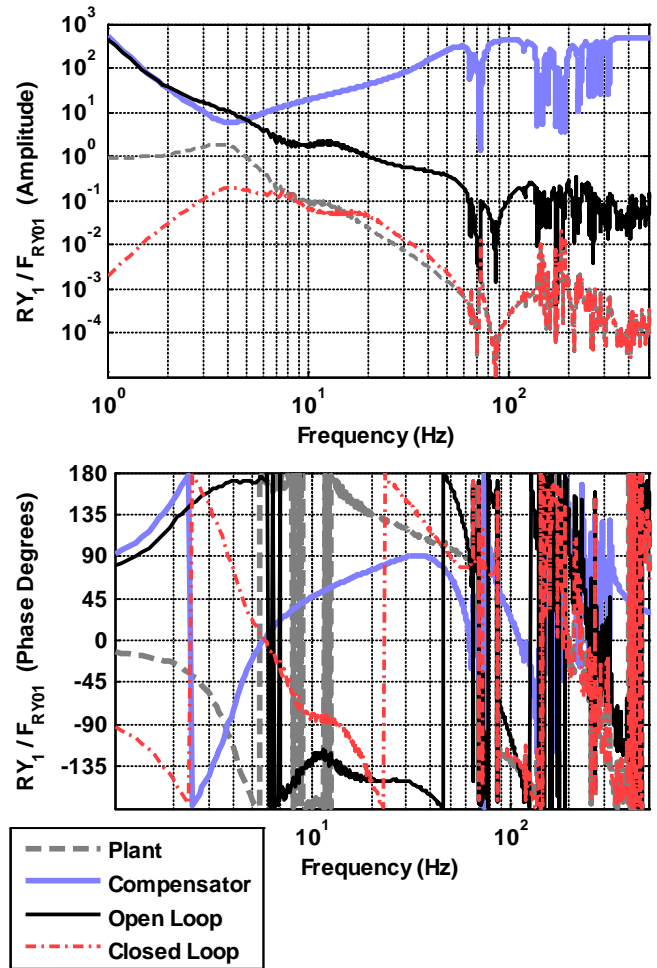 RY1 / FRY01 (Amplitude)
10^3
10^2
10^1
10^0
10^-1
10^-2
10^-3
10^-4
10^0
10^1
10^2
Frequency (Hz)
RY1 / FRY01 (Phase Degrees)
180
135
90
45
0
-45
-90
-135
10^1
10^2
Frequency (Hz)
Plant
Compensator
Open Loop
Closed Loop